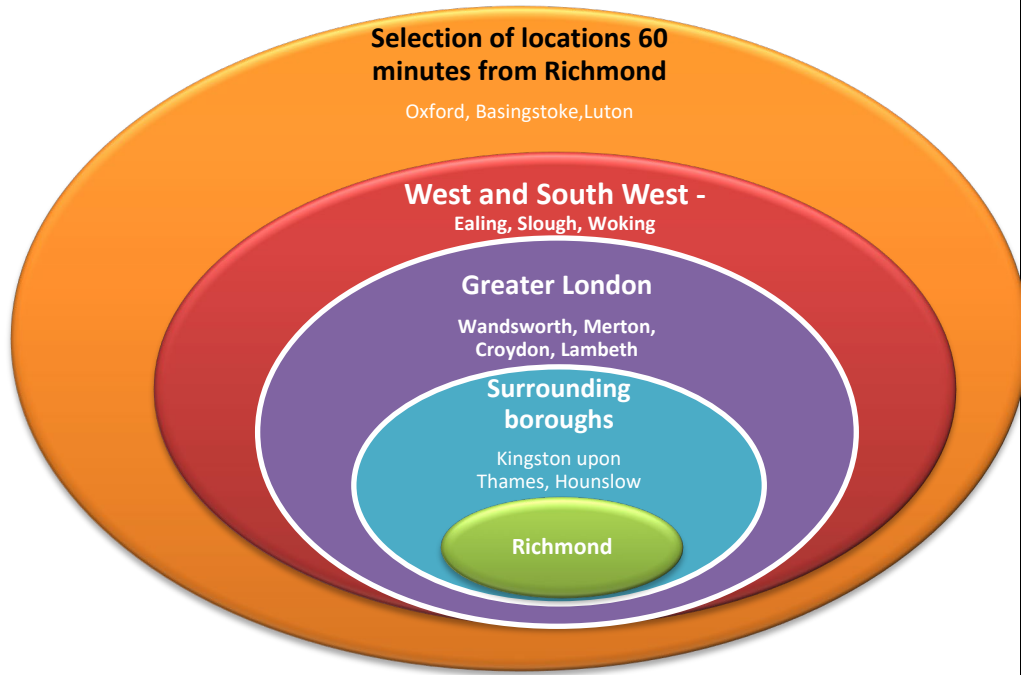 Selection of locations 60
minutes from Richmond
Oxford, Basingstoke,Luton
West and South West -
Ealing, Slough, Woking
Greater London
Wandsworth, Merton,
Croydon, Lambeth
Surrounding
boroughs
Kingston upon
Thames, Hounslow
Richmond